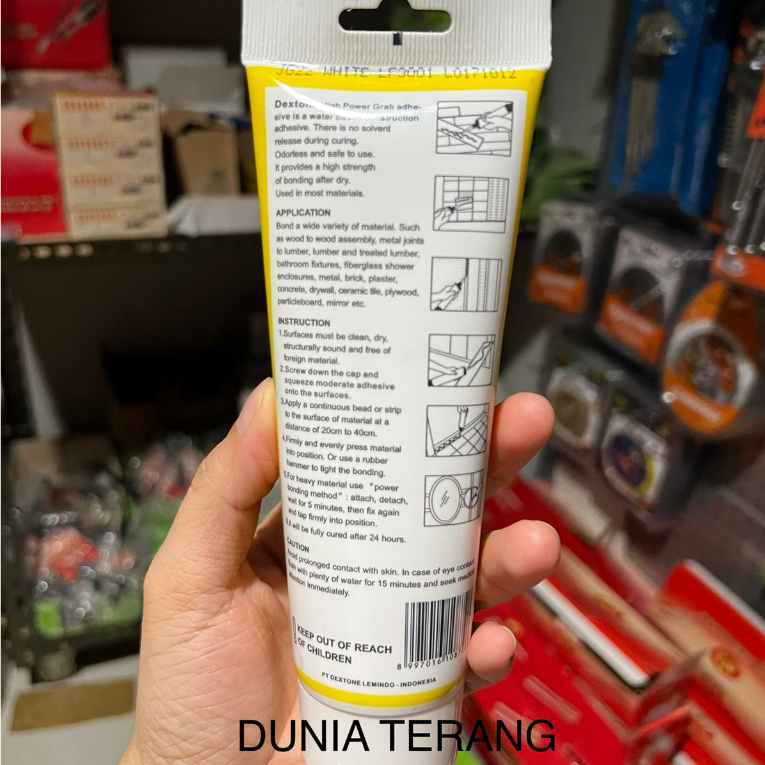 JG22 WHITE LF3001 L0171012
Dextone High Power Grab adhe-
sive is a water based construction
adhesive. There is no solvent
release during curing.
Odorless and safe to use.
It provides a high strength
of bonding after dry.
Used in most materials.
APPLICATION
Bond a wide variety of material. Such
as wood to wood assembly, metal joints
to lumber, lumber and treated lumber,
bathroom fixtures, fiberglass shower
enclosures, metal, brick, plaster,
concrete, drywall, ceramic tile, plywood,
particleboard, mirror etc.
INSTRUCTION
1.Surfaces must be clean, dry,
structurally sound and free of
foreign material.
2.Screw down the cap and
squeeze moderate adhesive
onto the surfaces.
3.Apply a continuous bead or strip
to the surface of material at a
distance of 20cm to 40cm.
4.Firmly and evenly press material
into position. Or use a rubber
hammer to tight the bonding.
5.For heavy material use "power
bonding method" : attach, detach,
wait for 5 minutes, then fix again
and tap firmly into position.
6.It will be fully cured after 24 hours.
CAUTION
Avoid prolonged contact with skin. In case of eye contact,
flush with plenty of water for 15 minutes and seek medical
attention immediately.
KEEP OUT OF REACH
OF CHILDREN
8 997016
PT DEXTONE LEMINDO - INDONESIA
DUNIA TERANG